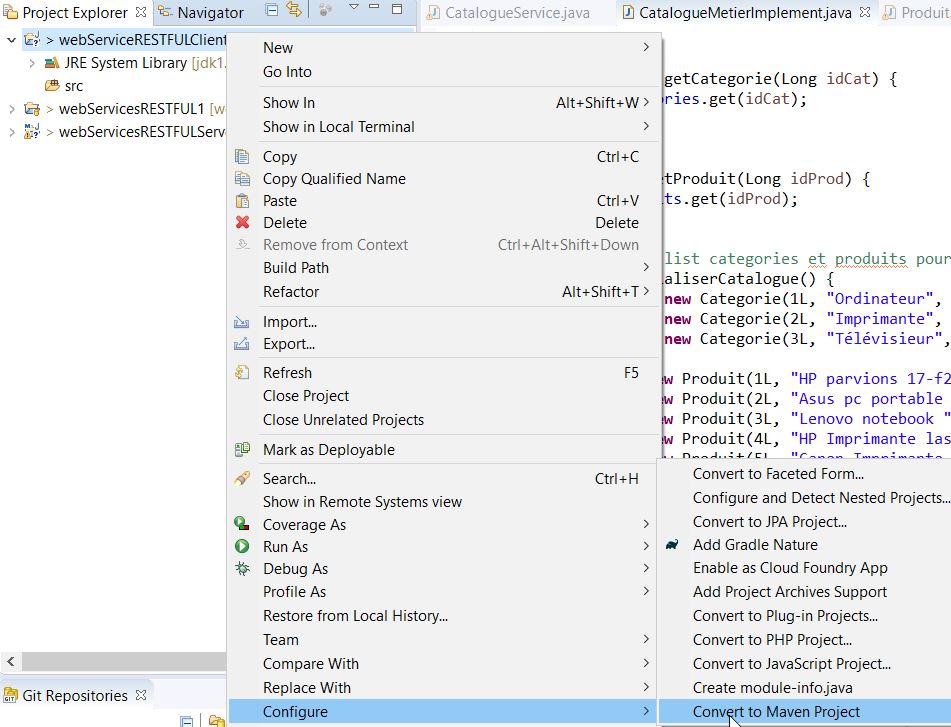 Project Explorer Navigator
> webServiceRESTFULClient
JRE System Library [jdk1.
src
> webServicesRESTFUL1 [w
> webServicesRESTFULServ
Git Repositories
New
Go Into
Show In Alt+Shift+W >
Show in Local Terminal
Copy Ctrl+C
Copy Qualified Name
Paste Ctrl+V
Delete Delete
Remove from Context Ctrl+Alt+Shift+Down
Build Path
Refactor Alt+Shift+T >
Import...
Export...
Refresh F5
Close Project
Close Unrelated Projects
Mark as Deployable
Search... Ctrl+H
Show in Remote Systems view
Coverage As
Run As
Debug As
Profile As
Restore from Local History...
Team
Compare With
Replace With
Configure
CatalogueService.java CatalogueMetierImplement.java Produit
getCategorie(Long idCat) {
ries.get(idCat);
tProduit(Long idProd) {
ts.get(idProd);
list categories et produits pour
aliserCatalogue() {
new Categorie(1L, "Ordinateur",
new Categorie(2L, "Imprimante",
new Categorie(3L, "Télévisieur",
w Produit(1L, "HP parvions 17-f2
w Produit(2L, "Asus pc portable
w Produit(3L, "Lenovo notebook "
w Produit(4L, "HP Imprimante las
w Produit(5L, "Canon Imprimante
Convert to Faceted Form...
Configure and Detect Nested Projects...
Convert to JPA Project...
Add Gradle Nature
Enable as Cloud Foundry App
Add Project Archives Support
Convert to Plug-in Projects...
Convert to PHP Project...
Convert to JavaScript Project...
Create module-info.java
Convert to Maven Project